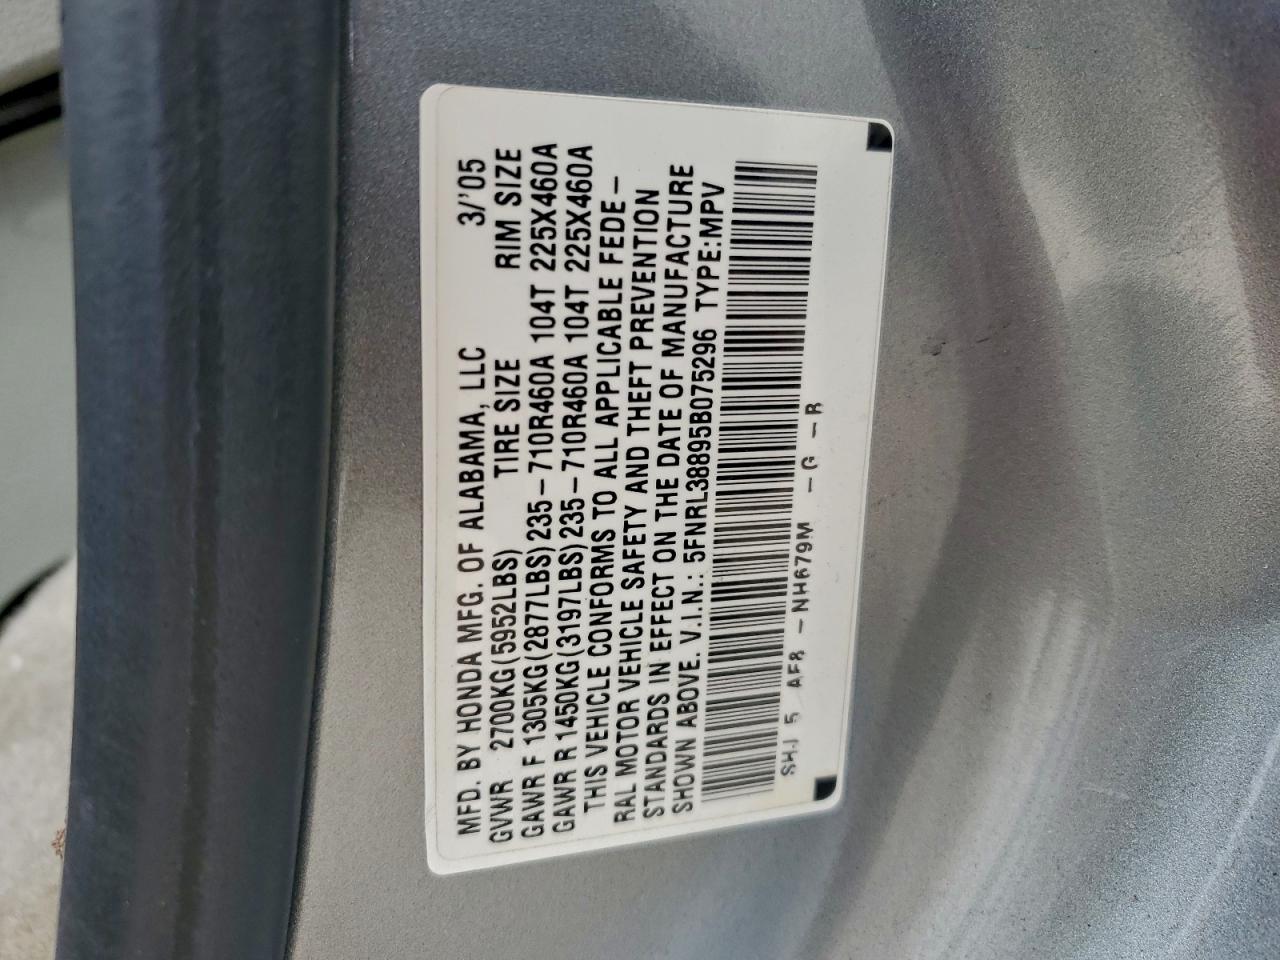 MFD. BY HONDA MFG. OF ALABAMA, LLC 3/'05
GVWR 2700KG(5952LBS) TIRE SIZE RIM SIZE
GAWR F 1305KG(2877LBS) 235-710R460A 104T 225X460A
GAWR R 1450KG(3197LBS) 235-710R460A 104T 225X460A
THIS VEHICLE CONFORMS TO ALL APPLICABLE FEDE-
RAL MOTOR VEHICLE SAFETY AND THEFT PREVENTION
STANDARDS IN EFFECT ON THE DATE OF MANUFACTURE
SHOWN ABOVE. V.I.N.: 5FNRL38895B075296 TYPE:MPV
SHJ 5 AF8 -NH679M -G -B